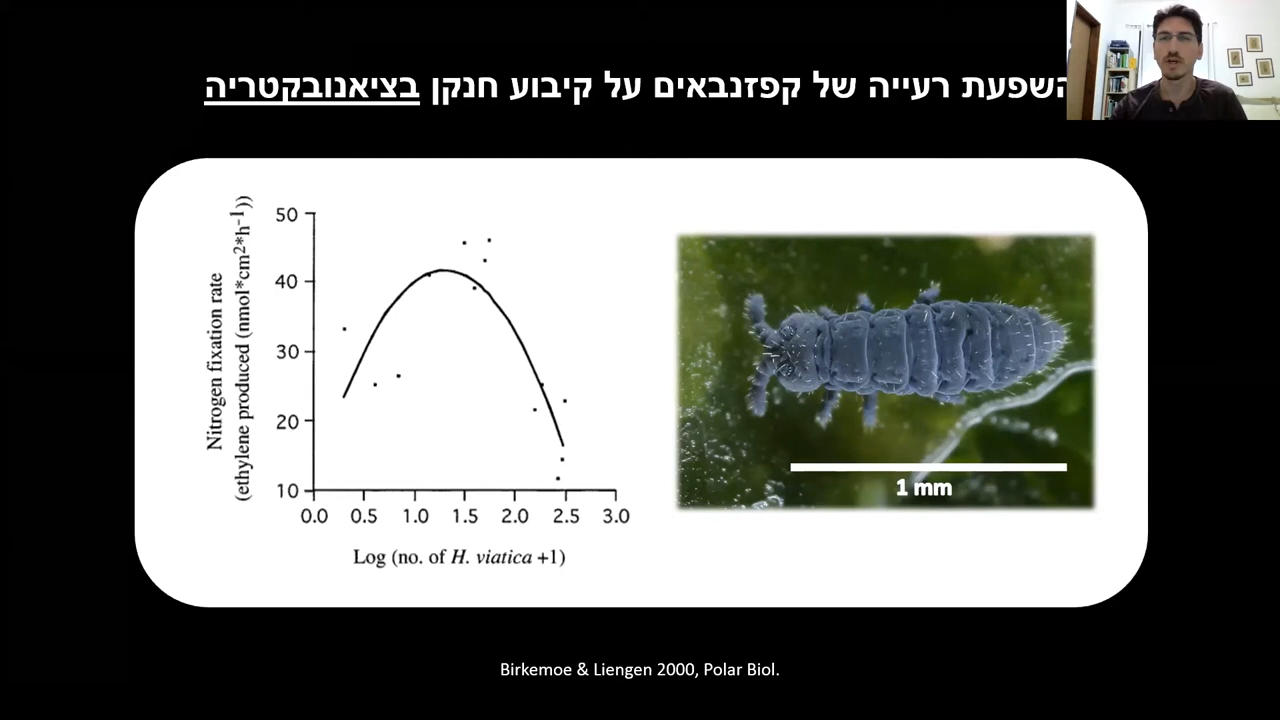 השפעת רעייה של קפזנבאים על קיבוע חנקן בציאנובקטריה
Nitrogen fixation rate
(ethylene produced (nmol*cm2*h-1))
50
40
30
20
10
0.0 0.5 1.0 1.5 2.0 2.5 3.0
Log (no. of H. viatica +1)
1 mm
Birkemoe & Liengen 2000, Polar Biol.